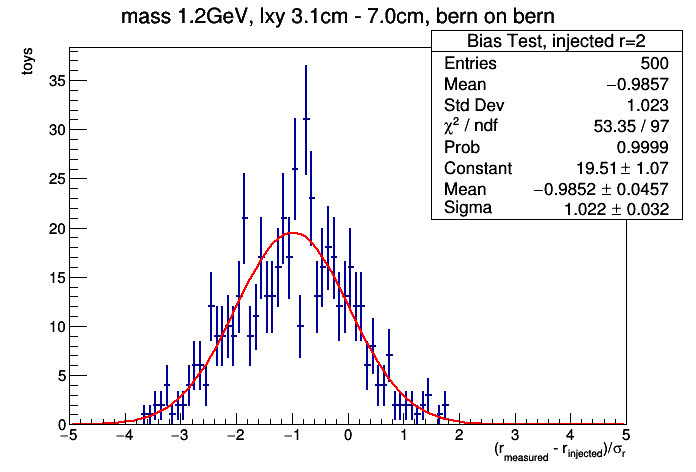 mass 1.2GeV, lxy 3.1cm - 7.0cm, bern on bern
toys
Bias Test, injected r=2
Entries 500
Mean −0.9857
Std Dev 1.023
χ² / ndf 53.35 / 97
Prob 0.9999
Constant 19.51 ± 1.07
Mean −0.9852 ± 0.0457
Sigma 1.022 ± 0.032
35
30
25
20
15
10
5
0
−5 −4 −3 −2 −1 0 1 2 3 4 5
(r_measured - r_injected)/σ_r